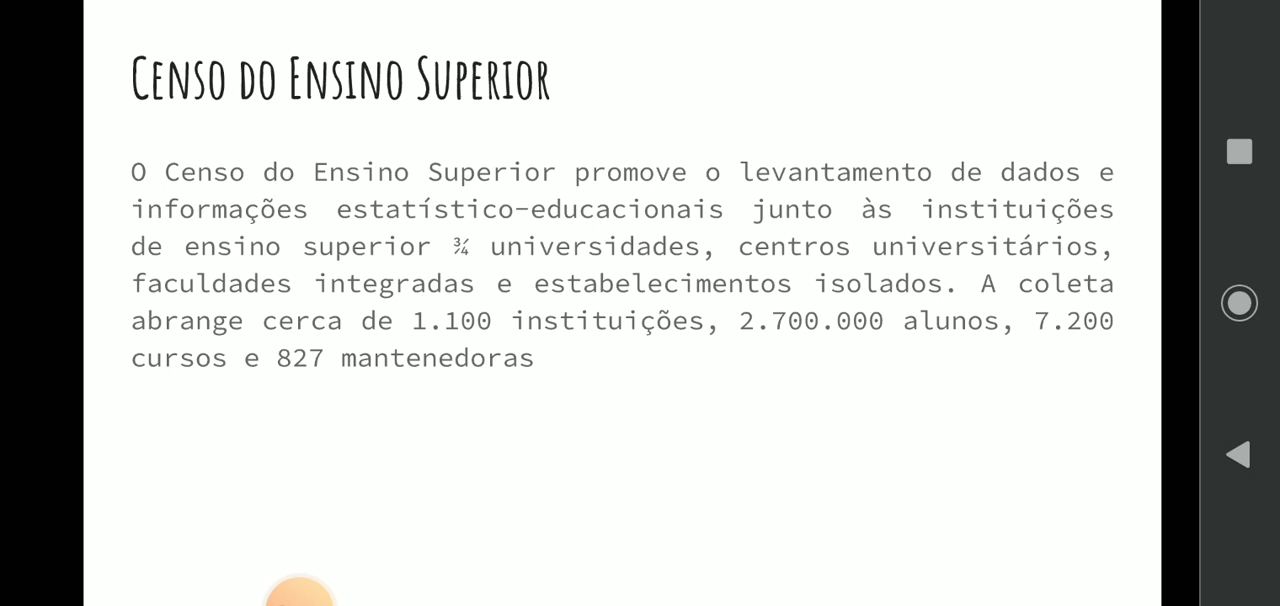 Censo do Ensino Superior
O Censo do Ensino Superior promove o levantamento de dados e
informações estatístico-educacionais junto às instituições
de ensino superior ¾ universidades, centros universitários,
faculdades integradas e estabelecimentos isolados. A coleta
abrange cerca de 1.100 instituições, 2.700.000 alunos, 7.200
cursos e 827 mantenedoras